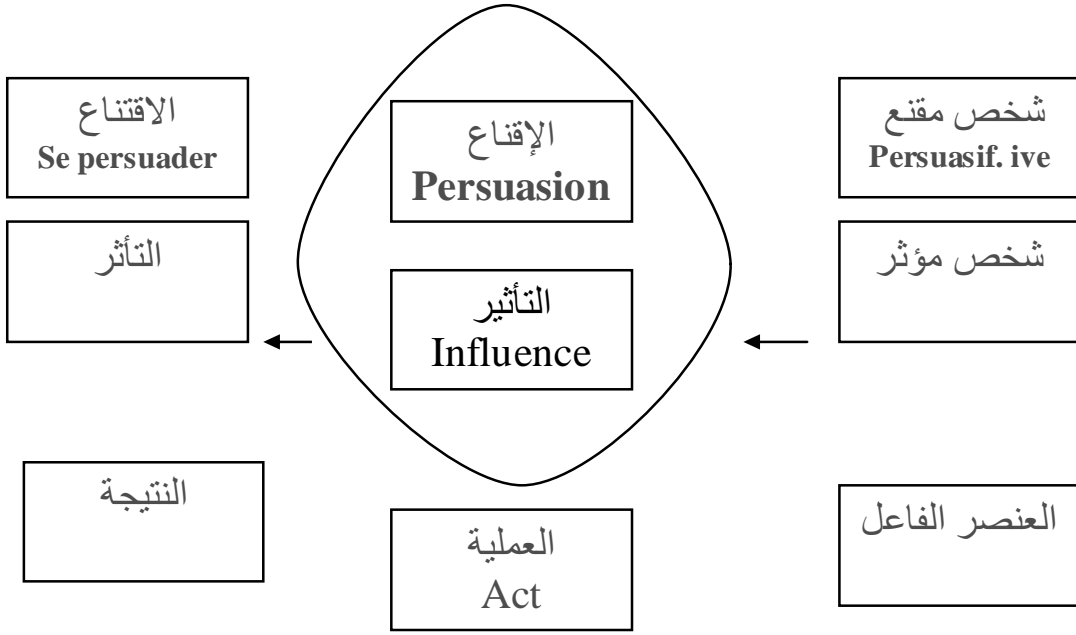 شخص مقنع
Persuasif. ive
الإقناع
Persuasion
الاقتناع
Se persuader
شخص مؤثر
التأثير
Influence
التأثر
العنصر الفاعل
العملية
Act
النتيجة